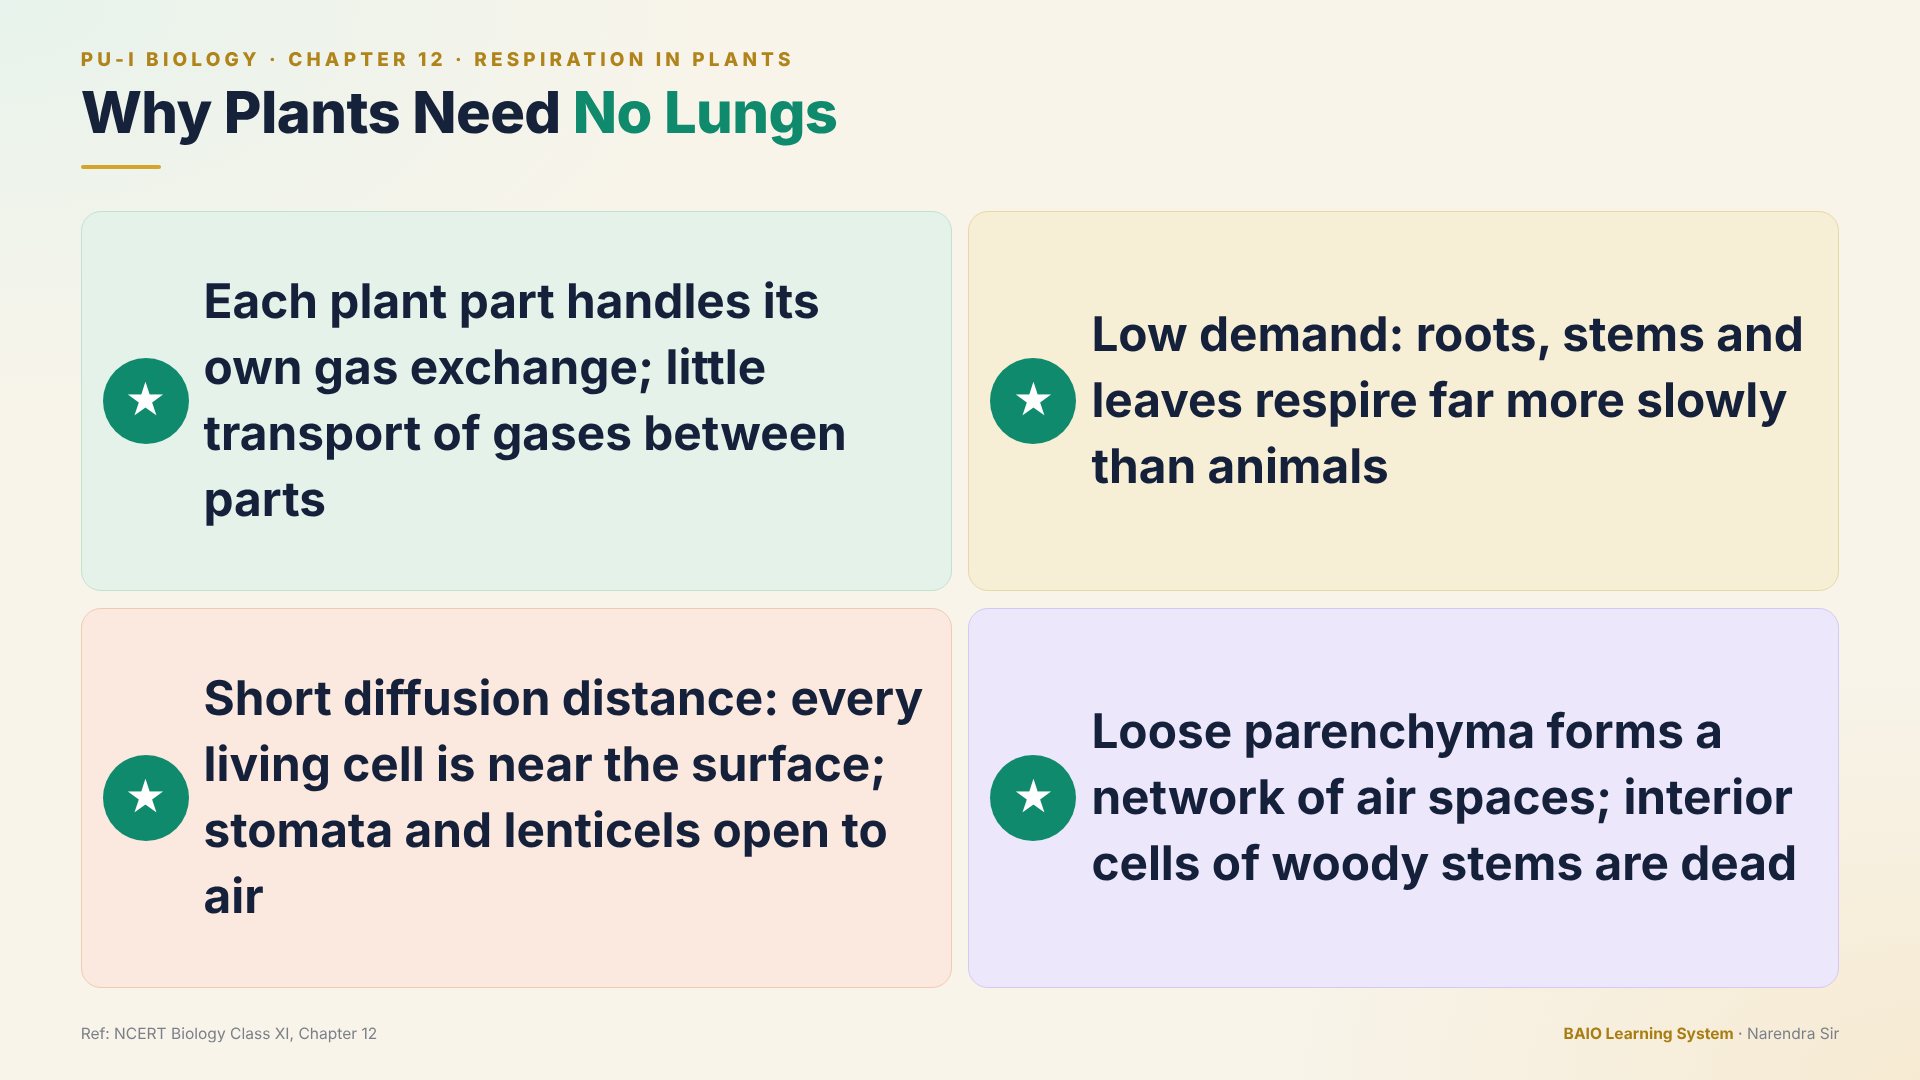 PU-I BIOLOGY · CHAPTER 12 · RESPIRATION IN PLANTS
Why Plants Need No Lungs
Each plant part handles its
own gas exchange; little
transport of gases between
parts
Low demand: roots, stems and
leaves respire far more slowly
than animals
Short diffusion distance: every
living cell is near the surface;
stomata and lenticels open to
air
Loose parenchyma forms a
network of air spaces; interior
cells of woody stems are dead
Ref: NCERT Biology Class XI, Chapter 12
BAIO Learning System · Narendra Sir